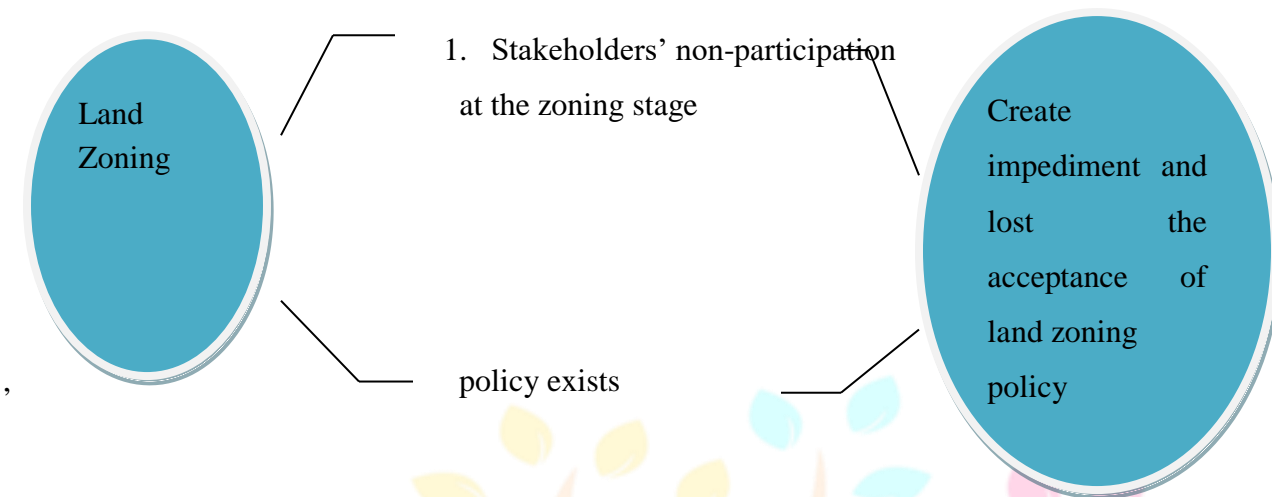 Land
Zoning
1. Stakeholders’ non-participation
at the zoning stage
policy exists
,
Create
impediment and
lost the
acceptance of
land zoning
policy